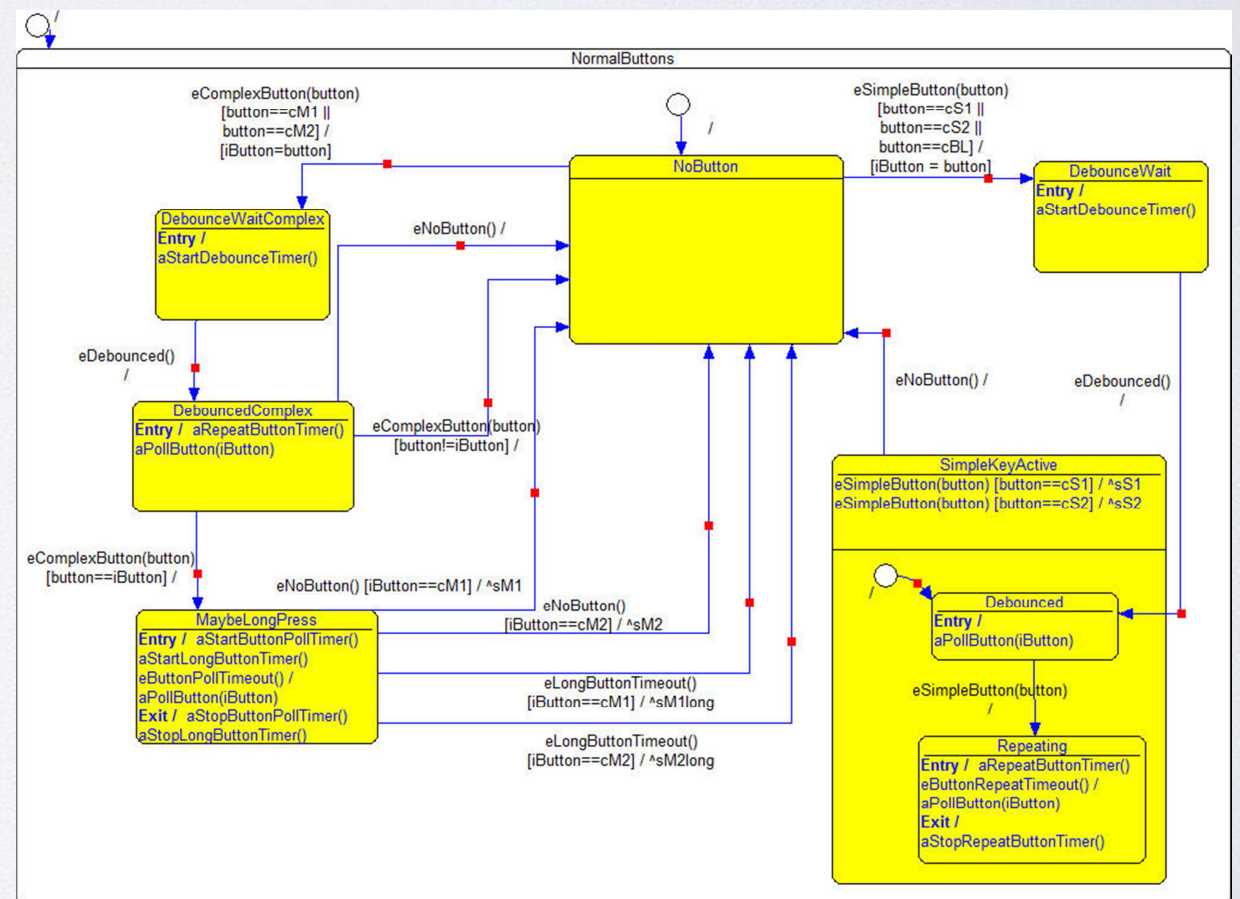 /
NormalButtons
eComplexButton(button)
[button==cM1 ||
button==cM2] /
[iButton=button]
/
eSimpleButton(button)
[button==cS1 ||
button==cS2 ||
button==cBL] /
[iButton = button]
NoButton
DebounceWait
Entry /
aStartDebounceTimer()
DebounceWaitComplex
Entry /
aStartDebounceTimer()
eNoButton() /
eDebounced()
/
eNoButton() /
eDebounced()
/
DebouncedComplex
Entry / aRepeatButtonTimer()
aPollButton(iButton)
eComplexButton(button)
[button!=iButton] /
SimpleKeyActive
eSimpleButton(button) [button==cS1] / ^sS1
eSimpleButton(button) [button==cS2] / ^sS2
eComplexButton(button)
[button==iButton] /
eNoButton() [iButton==cM1] / ^sM1
eNoButton()
[iButton==cM2] / ^sM2
/
Debounced
Entry /
aPollButton(iButton)
MaybeLongPress
Entry / aStartButtonPollTimer()
aStartLongButtonTimer()
eButtonPollTimeout() /
aPollButton(iButton)
Exit / aStopButtonPollTimer()
aStopLongButtonTimer()
eLongButtonTimeout()
[iButton==cM1] / ^sM1long
eLongButtonTimeout()
[iButton==cM2] / ^sM2long
eSimpleButton(button)
/
Repeating
Entry / aRepeatButtonTimer()
eButtonRepeatTimeout() /
aPollButton(iButton)
Exit /
aStopRepeatButtonTimer()